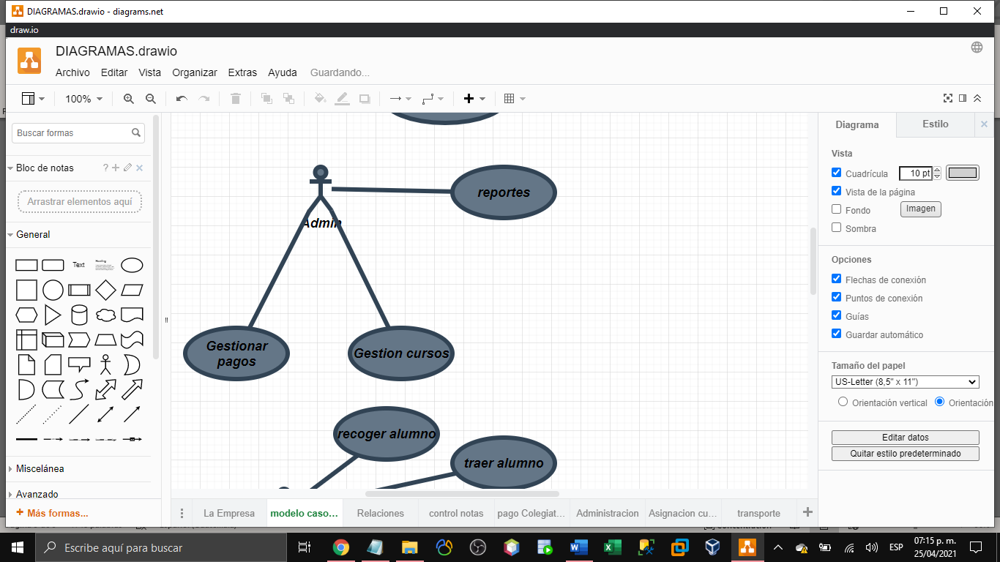 DIAGRAMAS.drawio - diagrams.net
draw.io
DIAGRAMAS.drawio
Archivo Editar Vista Organizar Extras Ayuda Guardando...
100%
Buscar formas
Bloc de notas
Arrastrar elementos aquí
General
Text
Heading
Miscelánea
Avanzado
+ Más formas...
reportes
Admin
Gestionar
pagos
Gestion cursos
recoger alumno
traer alumno
La Empresa modelo caso... Relaciones control notas pago Colegiat... Administracion Asignacion cu... transporte
Diagrama Estilo
Vista
Cuadrícula 10 pt
Vista de la página
Fondo Imagen
Sombra
Opciones
Flechas de conexión
Puntos de conexión
Guías
Guardar automático
Tamaño del papel
US-Letter (8,5" x 11")
Orientación vertical Orientación
Editar datos
Quitar estilo predeterminado
Escribe aquí para buscar
ESP
07:15 p. m.
25/04/2021